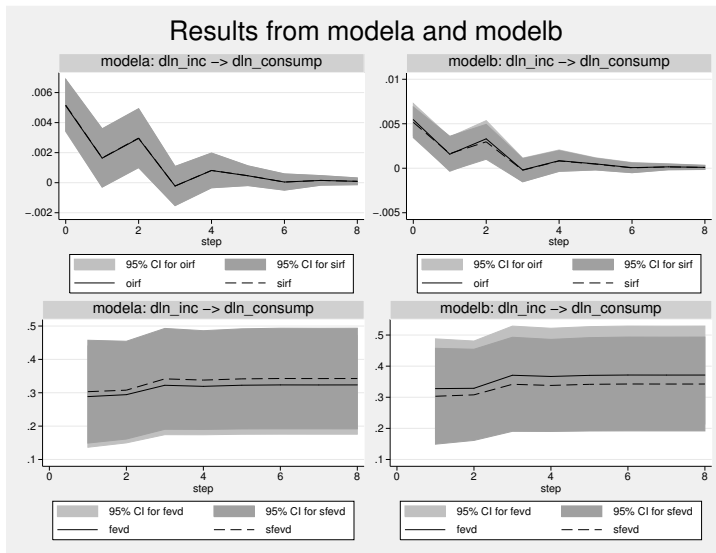 Results from modela and modelb
modela: dln_inc −> dln_consump
.006
.004
.002
0
−.002
0 2 4 6 8
step
95% CI for oirf 95% CI for sirf
oirf sirf
modelb: dln_inc −> dln_consump
.01
.005
0
−.005
0 2 4 6 8
step
95% CI for oirf 95% CI for sirf
oirf sirf
modela: dln_inc −> dln_consump
.5
.4
.3
.2
.1
0 2 4 6 8
step
95% CI for fevd 95% CI for sfevd
fevd sfevd
modelb: dln_inc −> dln_consump
.5
.4
.3
.2
.1
0 2 4 6 8
step
95% CI for fevd 95% CI for sfevd
fevd sfevd